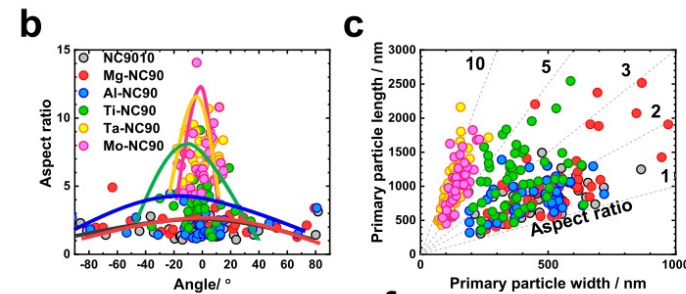 b
c
15
10
5
0
Aspect ratio
NC9010
Mg-NC90
Al-NC90
Ti-NC90
Ta-NC90
Mo-NC90
-80 -60 -40 -20 0 20 40 60 80
Angle/ °
3000
2500
2000
1500
1000
500
0
Primary particle length / nm
10
5
3
2
1
Aspect ratio
0 500 1000
Primary particle width / nm